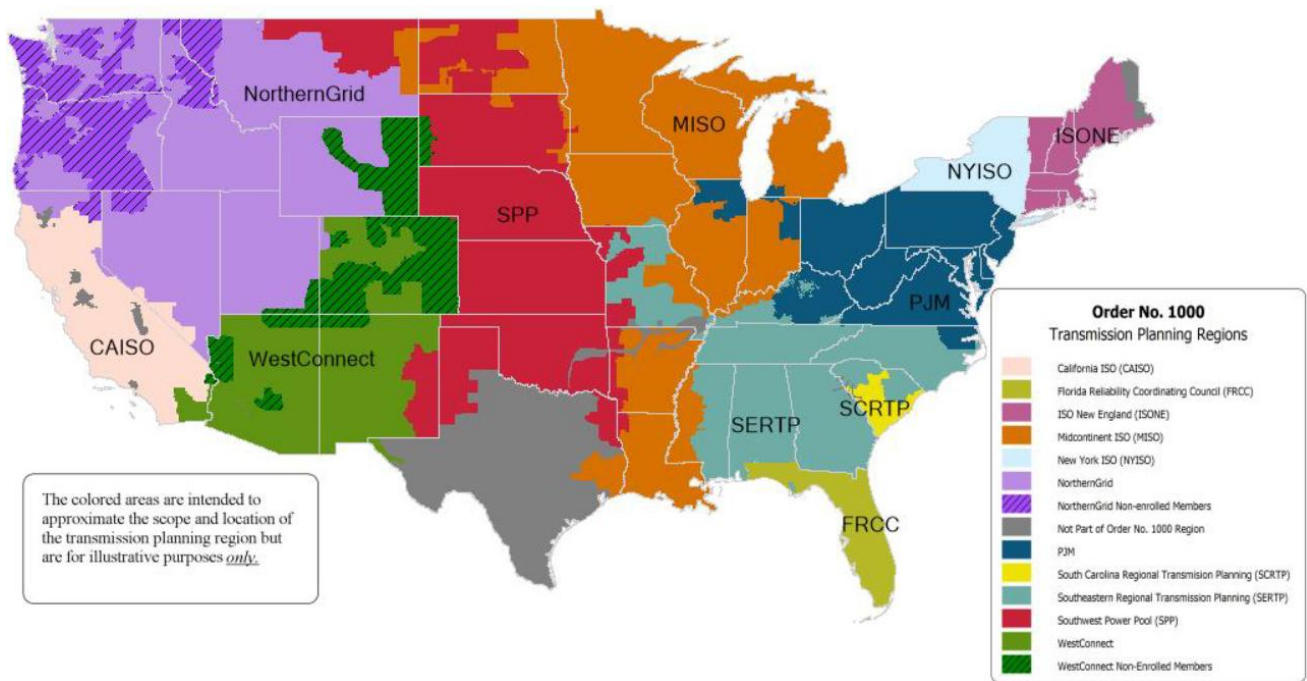 NorthernGrid
MISO
ISONE
NYISO
SPP
PJM
CAISO
WestConnect
SERTP
SCRTP
FRCC
The colored areas are intended to
approximate the scope and location of
the transmission planning region but
are for illustrative purposes only.
Order No. 1000
Transmission Planning Regions
California ISO (CAISO)
Florida Reliability Coordinating Council (FRCC)
ISO New England (ISONE)
Midcontinent ISO (MISO)
New York ISO (NYISO)
NorthernGrid
NorthernGrid Non-enrolled Members
Not Part of Order No. 1000 Region
PJM
South Carolina Regional Transmision Planning (SCRTP)
Southeastern Regional Transmission Planning (SERTP)
Southwest Power Pool (SPP)
WestConnect
WestConnect Non-Enrolled Members